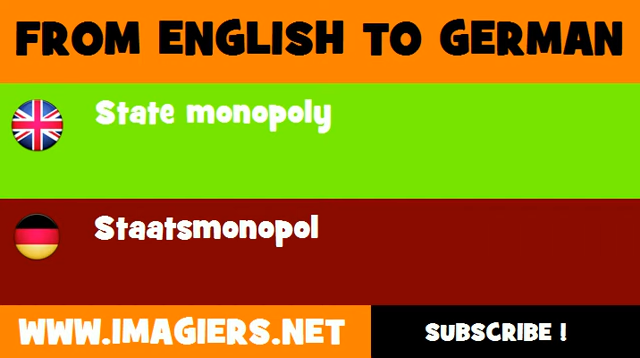 FROM ENGLISH TO GERMAN
State monopoly
Staatsmonopol
WWW.IMAGIERS.NET
SUBSCRIBE !